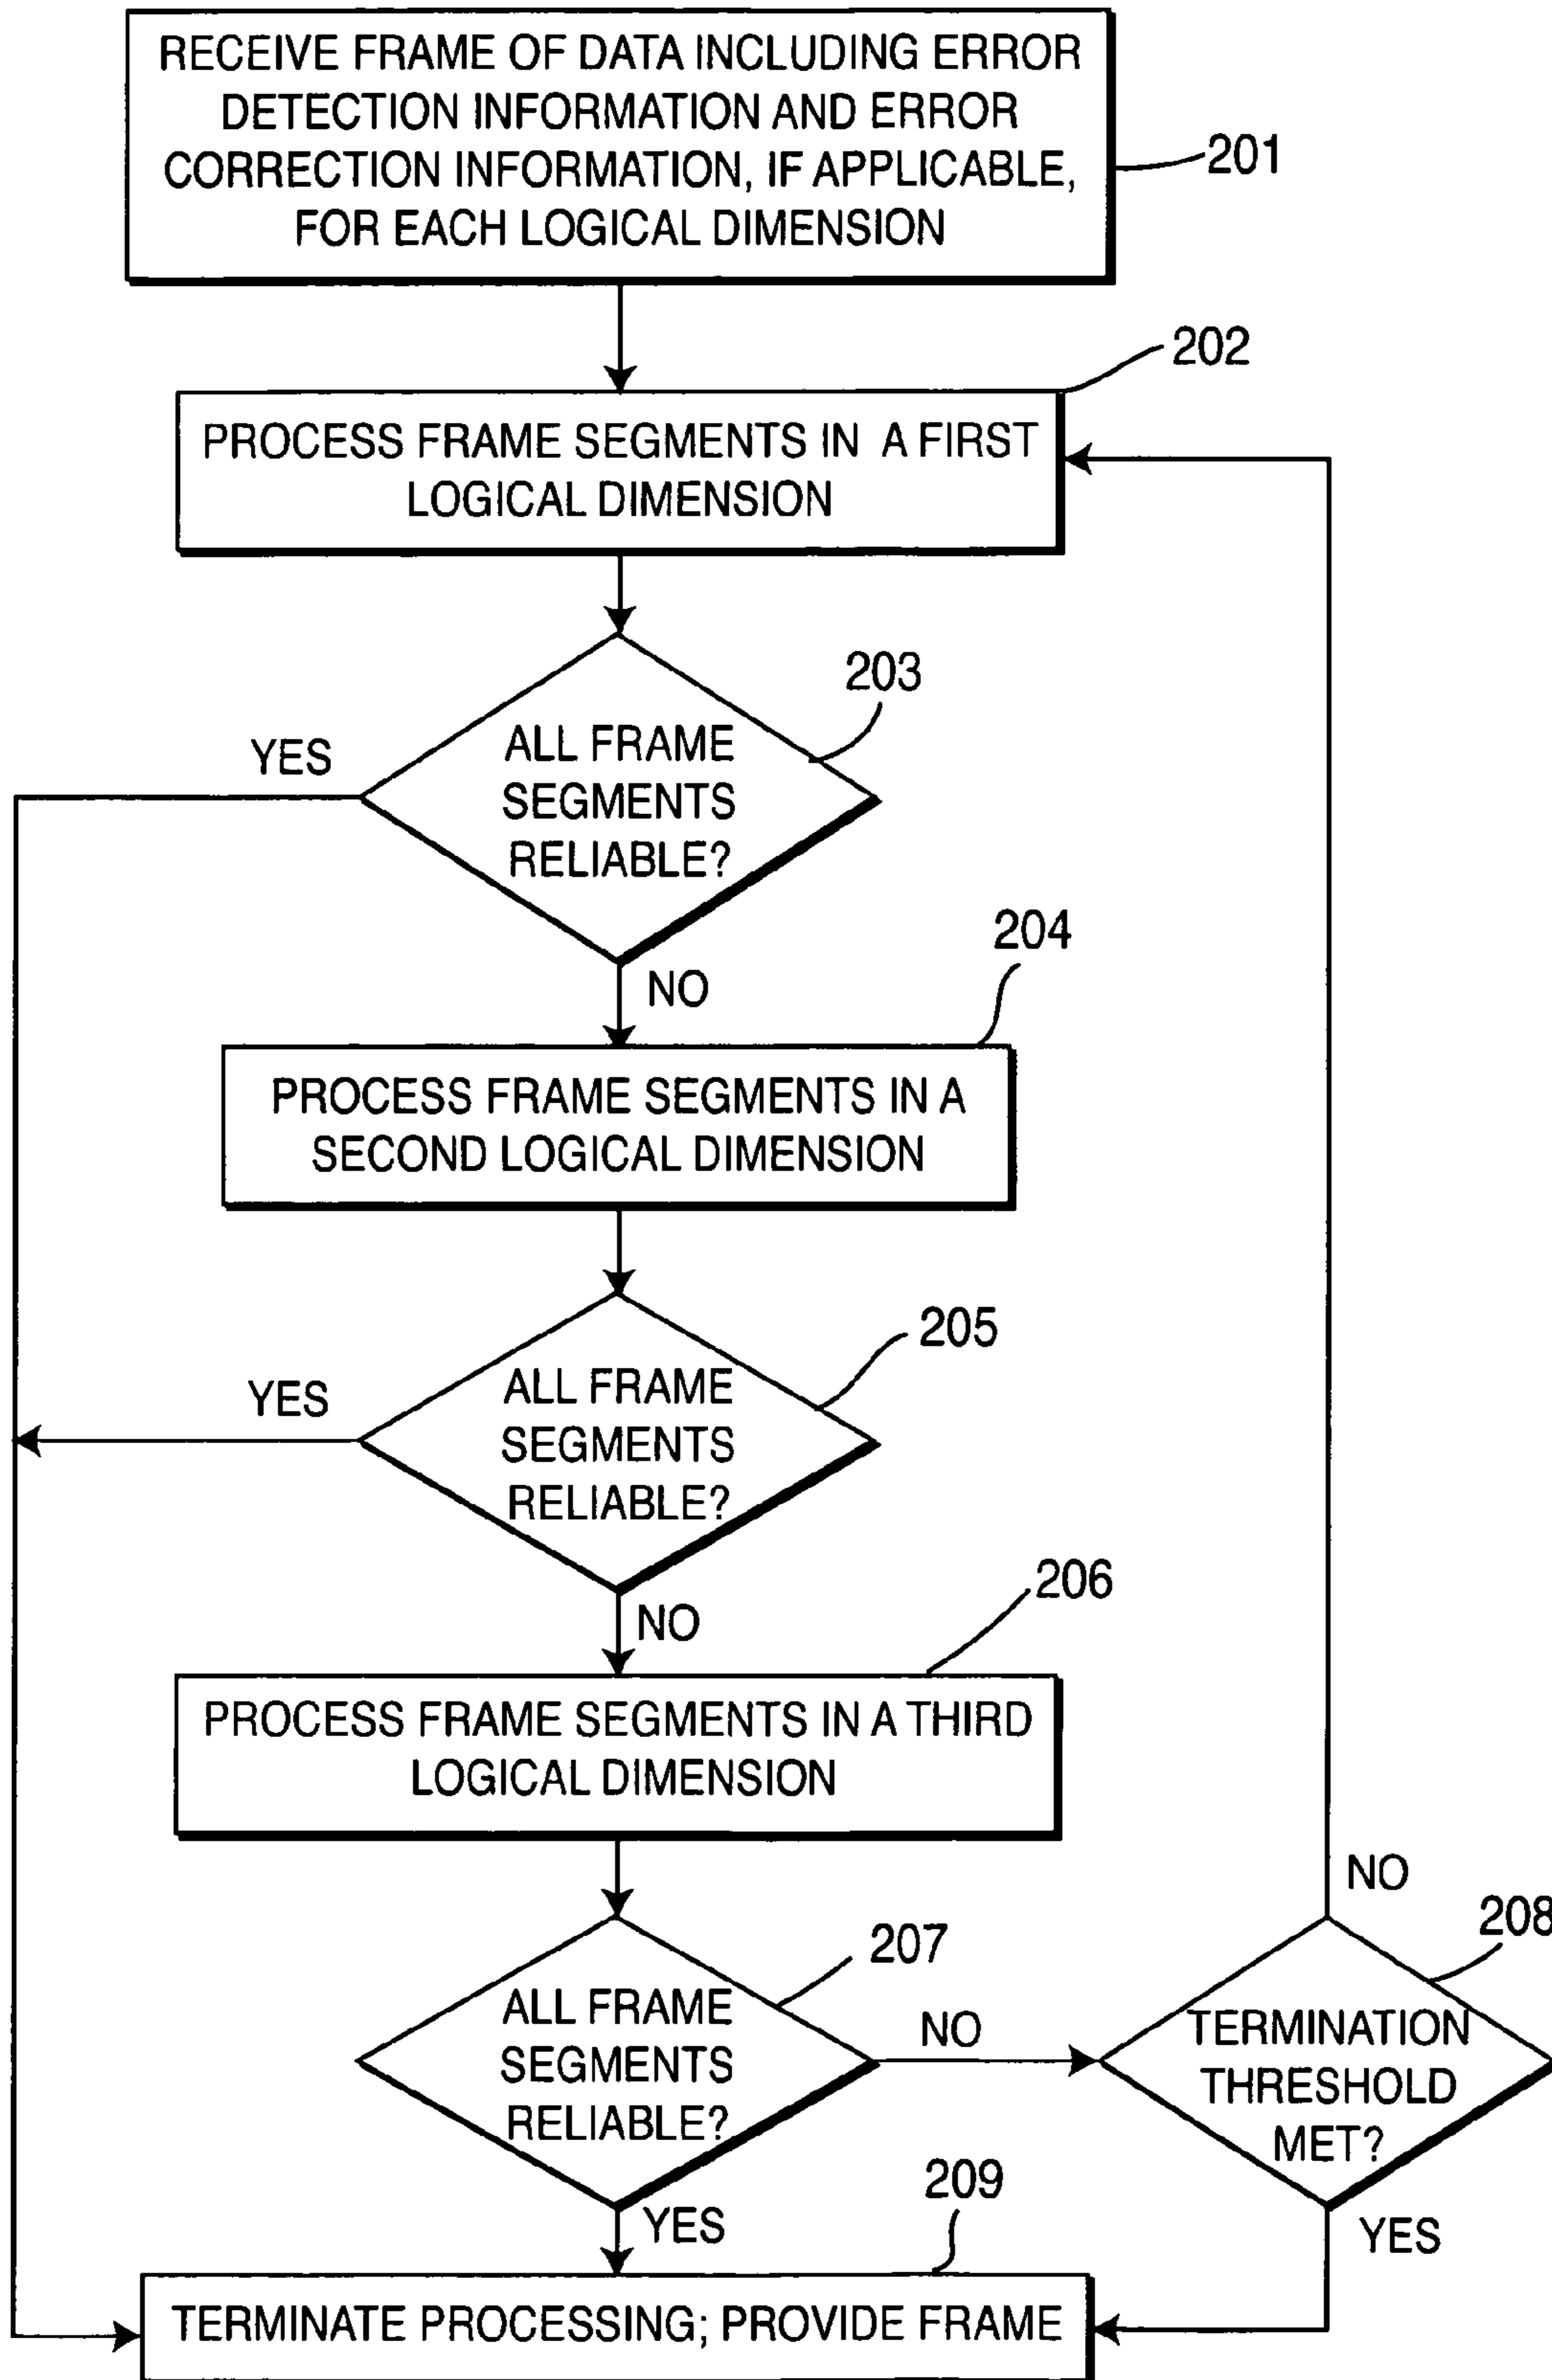 RECEIVE FRAME OF DATA INCLUDING ERROR
DETECTION INFORMATION AND ERROR
CORRECTION INFORMATION, IF APPLICABLE,
FOR EACH LOGICAL DIMENSION
201
202
PROCESS FRAME SEGMENTS IN A FIRST
LOGICAL DIMENSION
203
YES
ALL FRAME
SEGMENTS
RELIABLE?
NO
204
PROCESS FRAME SEGMENTS IN A
SECOND LOGICAL DIMENSION
205
YES
ALL FRAME
SEGMENTS
RELIABLE?
NO
206
PROCESS FRAME SEGMENTS IN A THIRD
LOGICAL DIMENSION
207
ALL FRAME
SEGMENTS
RELIABLE?
NO
NO
208
TERMINATION
THRESHOLD
MET?
YES
209
YES
TERMINATE PROCESSING; PROVIDE FRAME